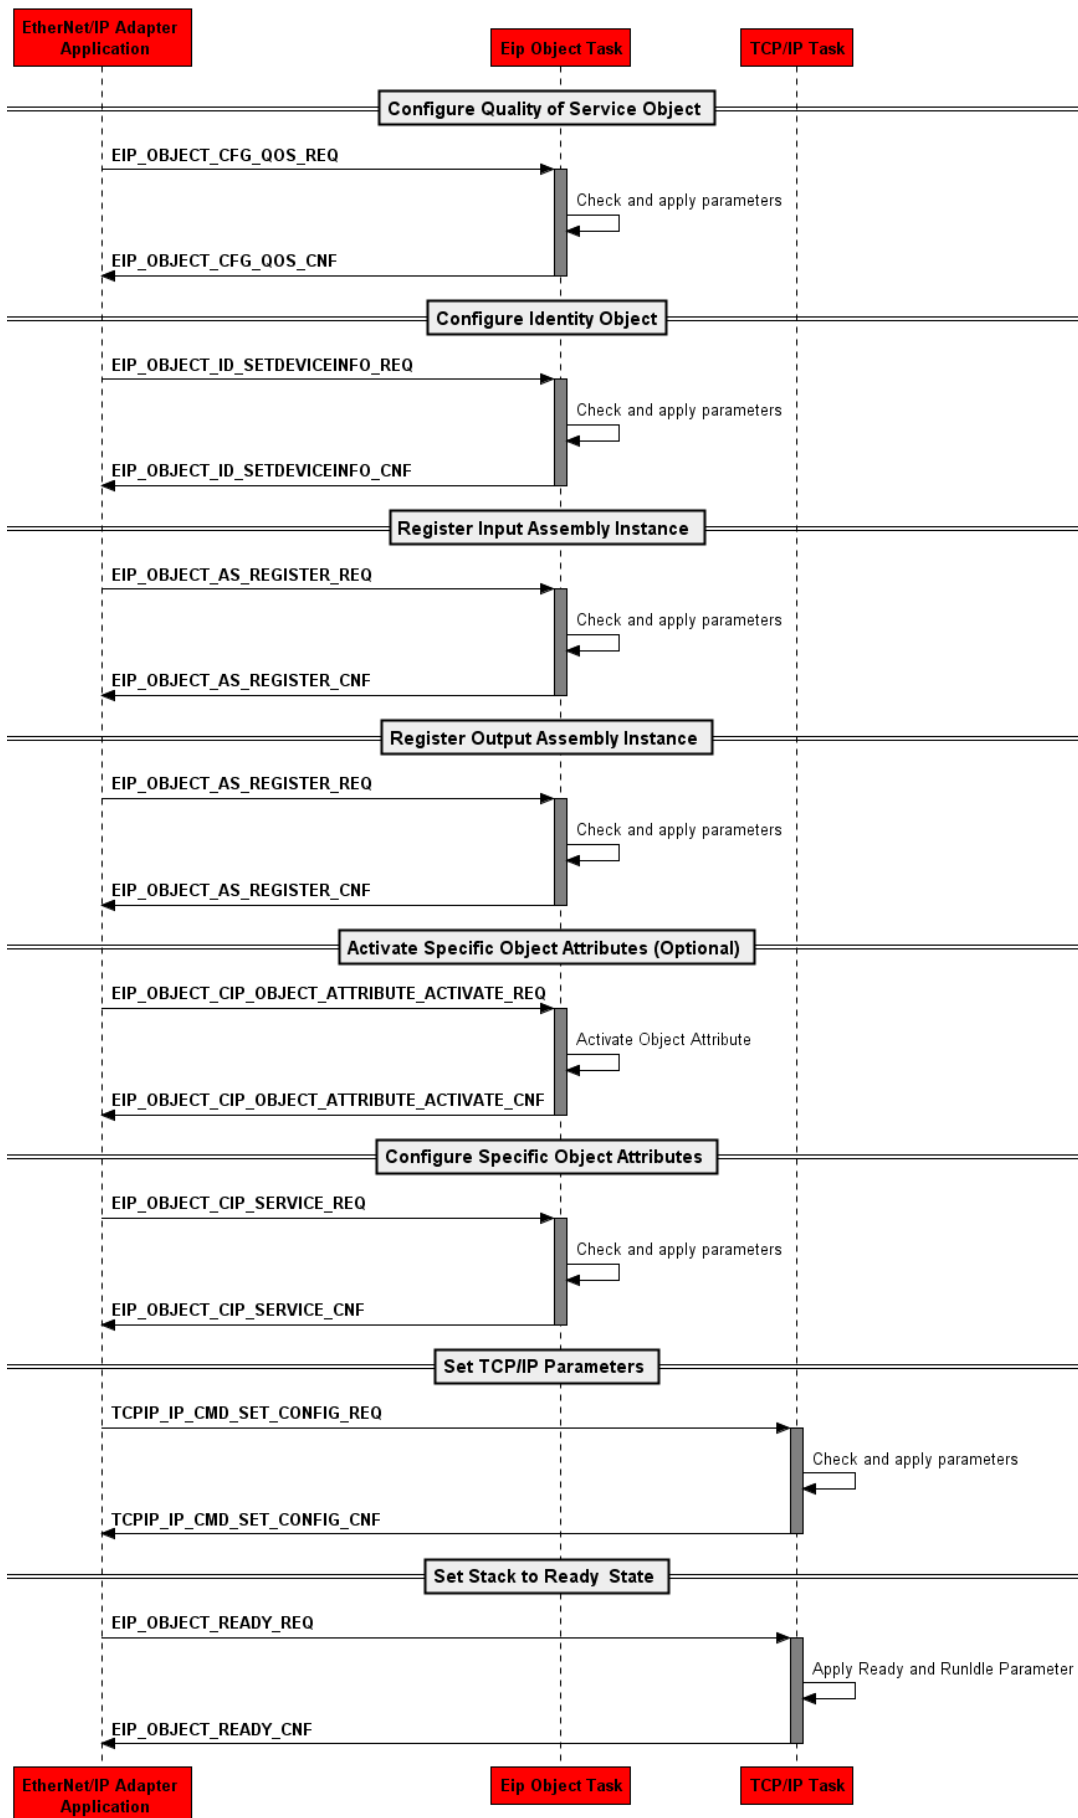 EtherNet/IP Adapter
Application
Eip Object Task
TCP/IP Task
Configure Quality of Service Object
EIP_OBJECT_CFG_QOS_REQ
Check and apply parameters
EIP_OBJECT_CFG_QOS_CNF
Configure Identity Object
EIP_OBJECT_ID_SETDEVICEINFO_REQ
Check and apply parameters
EIP_OBJECT_ID_SETDEVICEINFO_CNF
Register Input Assembly Instance
EIP_OBJECT_AS_REGISTER_REQ
Check and apply parameters
EIP_OBJECT_AS_REGISTER_CNF
Register Output Assembly Instance
EIP_OBJECT_AS_REGISTER_REQ
Check and apply parameters
EIP_OBJECT_AS_REGISTER_CNF
Activate Specific Object Attributes (Optional)
EIP_OBJECT_CIP_OBJECT_ATTRIBUTE_ACTIVATE_REQ
Activate Object Attribute
EIP_OBJECT_CIP_OBJECT_ATTRIBUTE_ACTIVATE_CNF
Configure Specific Object Attributes
EIP_OBJECT_CIP_SERVICE_REQ
Check and apply parameters
EIP_OBJECT_CIP_SERVICE_CNF
Set TCP/IP Parameters
TCPIP_IP_CMD_SET_CONFIG_REQ
Check and apply parameters
TCPIP_IP_CMD_SET_CONFIG_CNF
Set Stack to Ready State
EIP_OBJECT_READY_REQ
Apply Ready and RunIdle Parameter
EIP_OBJECT_READY_CNF
EtherNet/IP Adapter
Application
Eip Object Task
TCP/IP Task